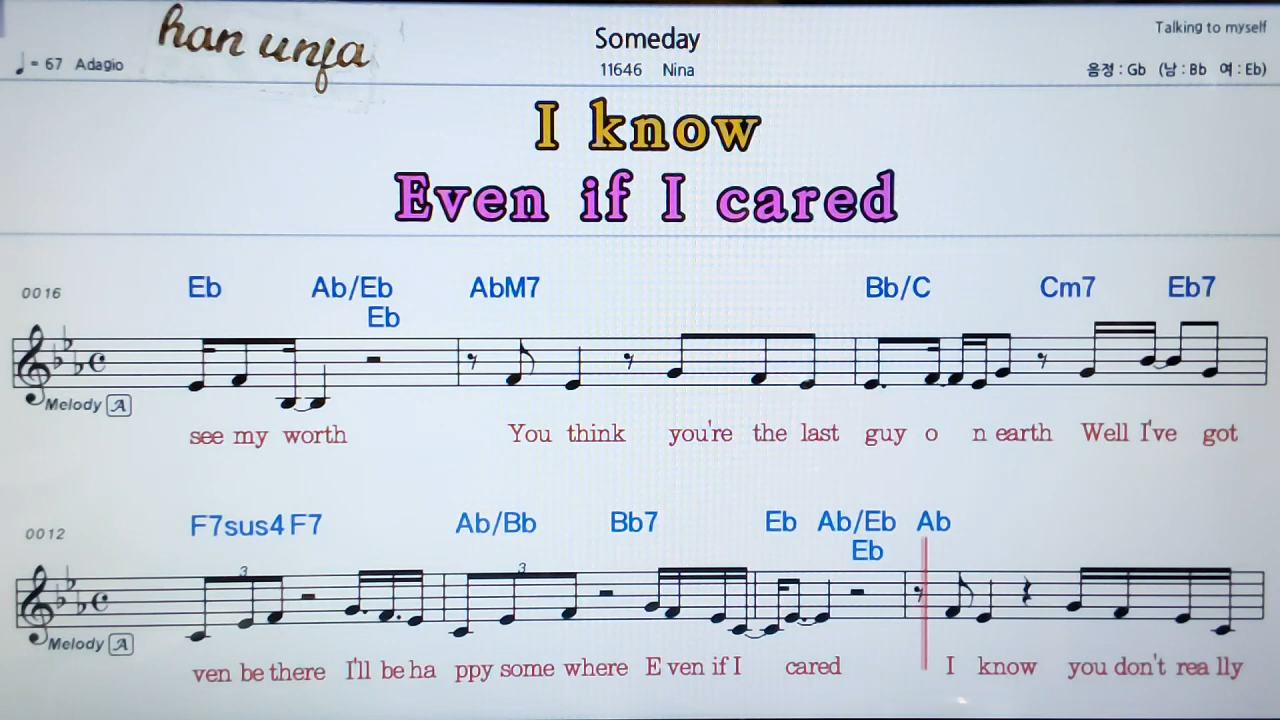 han unfa
Someday
Talking to myself
♩= 67 Adagio
11646 Nina
음정 : Gb (남 : Bb 여 : Eb)
I know
Even if I cared
0016
Eb Ab/Eb AbM7 Bb/C Cm7 Eb7
Eb
Melody A
see my worth You think you're the last guy o n earth Well I've got
0012
F7sus4 F7 Ab/Bb Bb7 Eb Ab/Eb Ab
Eb
3 3
Melody A
ven be there I'll be ha ppy some where E ven if I cared I know you don't rea lly